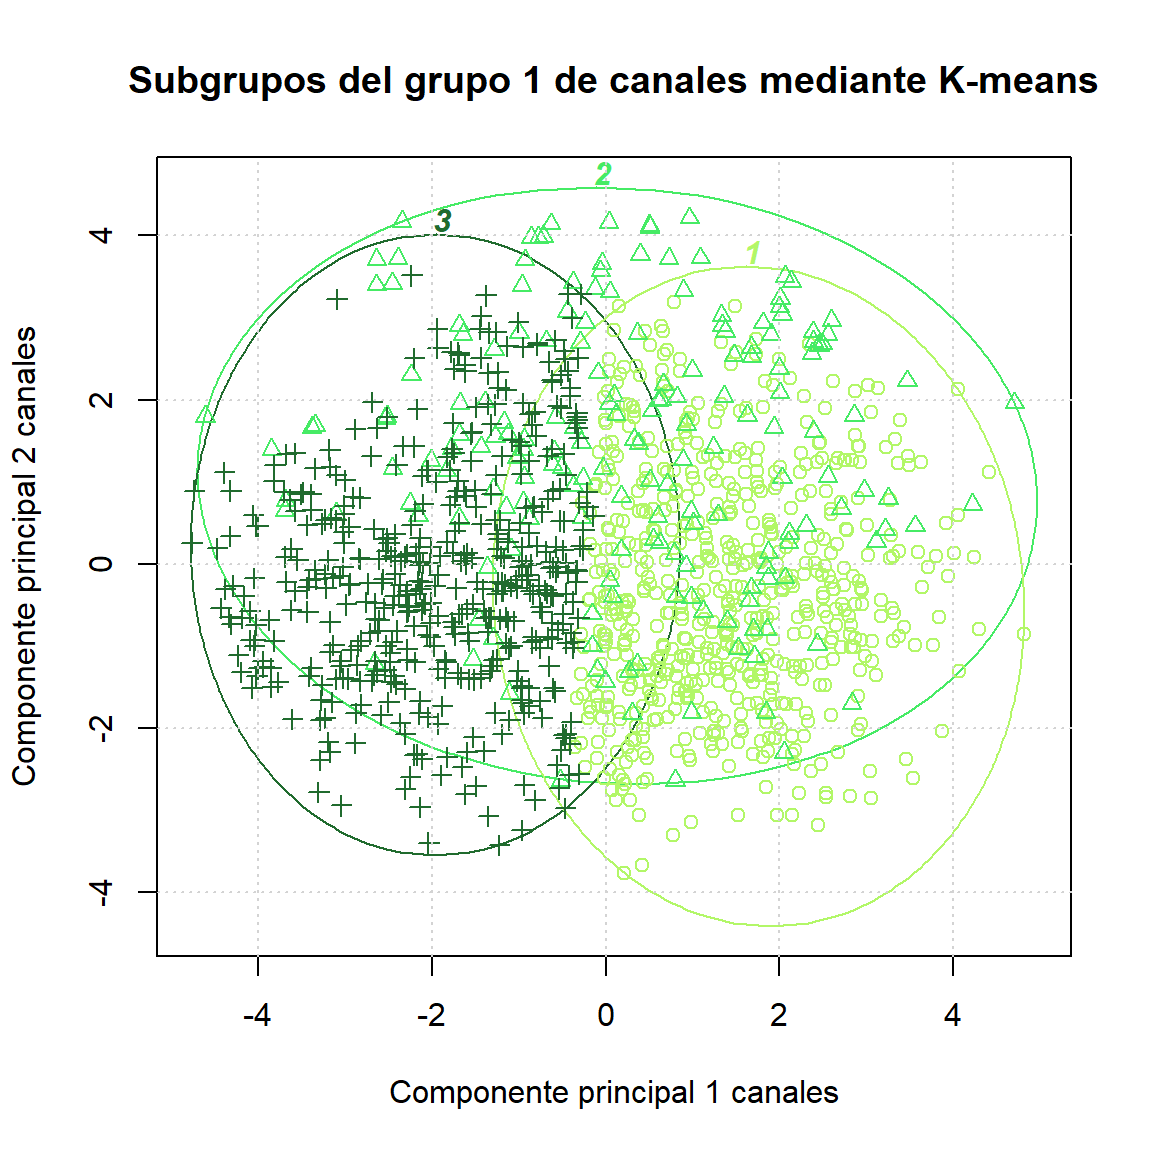 Subgrupos del grupo 1 de canales mediante K-means
2
3
1
4
2
0
-2
-4
Componente principal 2 canales
-4 -2 0 2 4
Componente principal 1 canales